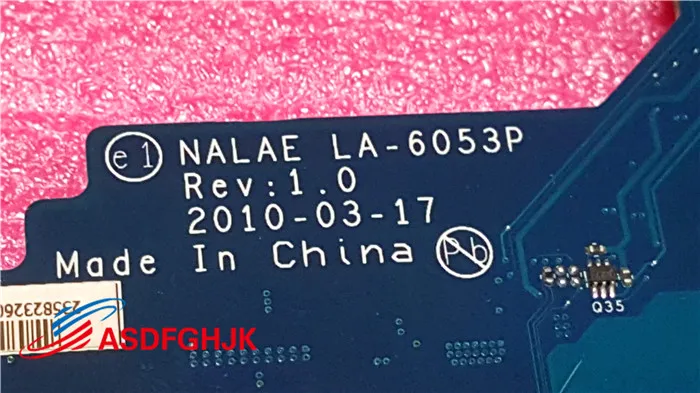 e1 NALAE LA-6053P
Rev:1.0
2010-03-17
Made In China Pb
Q35
ASDFGHJK